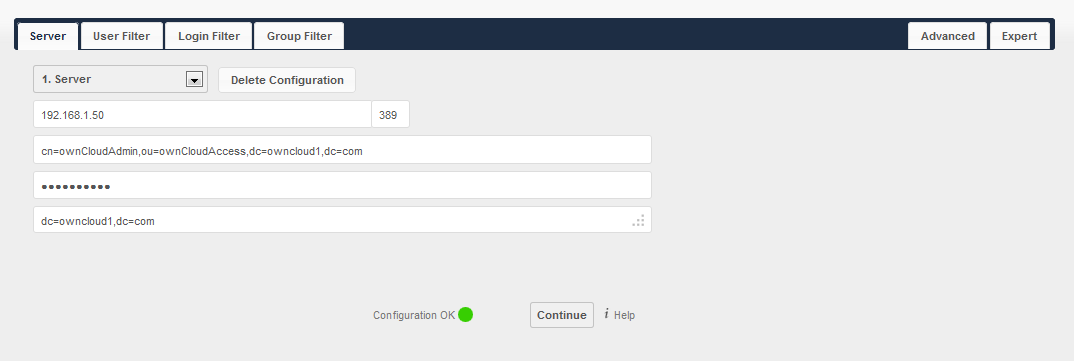 Server User Filter Login Filter Group Filter Advanced Expert
1. Server Delete Configuration
192.168.1.50 389
cn=ownCloudAdmin,ou=ownCloudAccess,dc=owncloud1,dc=com
●●●●●●●●●●
dc=owncloud1,dc=com
Configuration OK Continue i Help